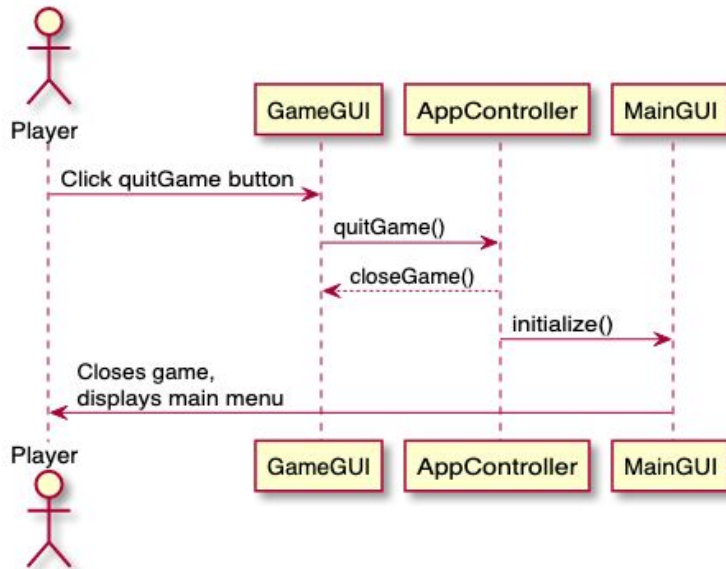 Player
GameGUI AppController MainGUI
Click quitGame button
quitGame()
closeGame()
initialize()
Closes game,
displays main menu
Player
GameGUI AppController MainGUI